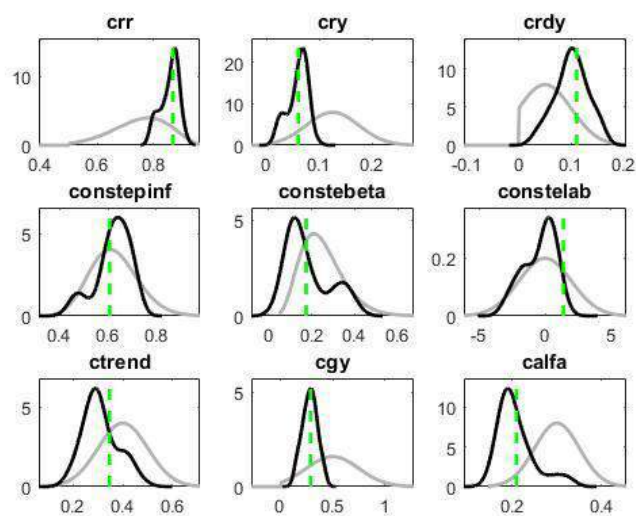 crr cry crdy
10 20 10
10 5
0 0 0
0.4 0.6 0.8 0 0.1 0.2 -0.1 0 0.1 0.2
constepinf constebeta constelab
5 5 0.2
0 0 0
0.4 0.6 0.8 0 0.2 0.4 0.6 -5 0 5
ctrend cgy calfa
5 5 10
5
0 0 0
0 0.2 0.4 0.6 0 0.5 1 0.2 0.4